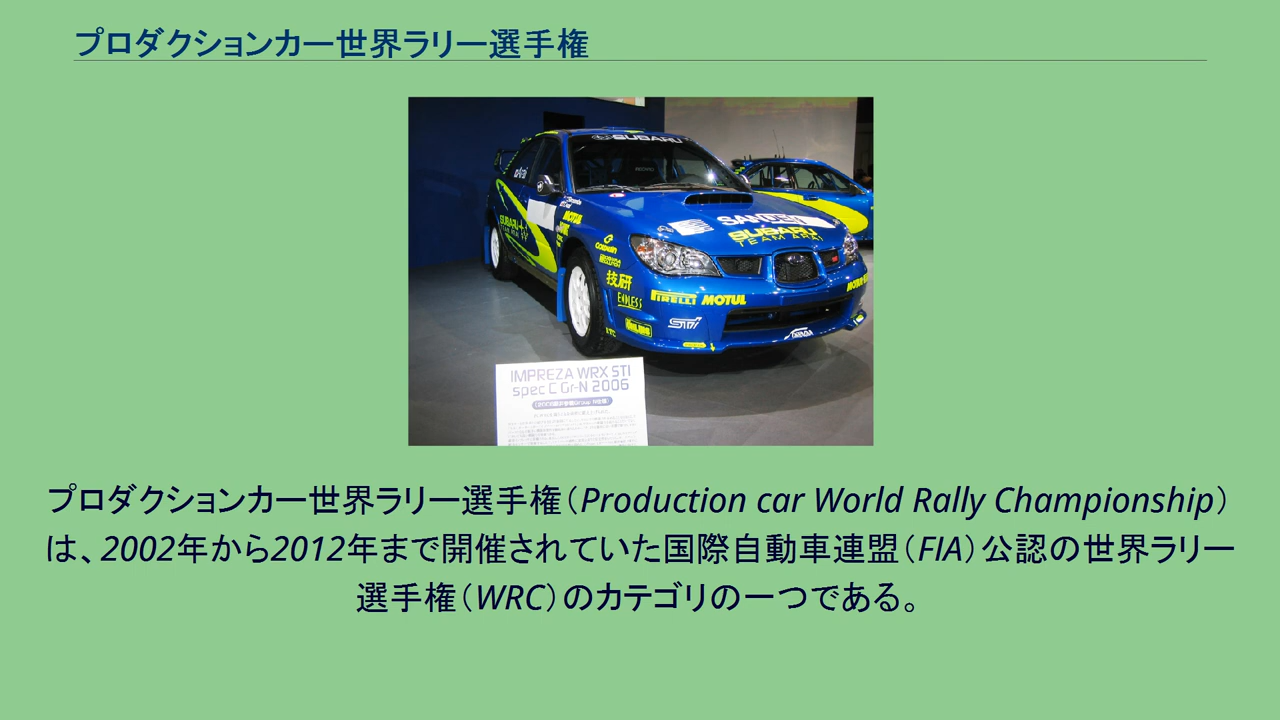 プロダクションカー世界ラリー選手権
SUBARU
SANDEN
SUBARU
TEAM ARAI
SUBARU
MOTUL
技研
ENDLESS
PIRELLI MOTUL
STI
IMPREZA WRX STI
spec C Gr-N 2006
プロダクションカー世界ラリー選手権（Production car World Rally Championship）
は、2002年から2012年まで開催されていた国際自動車連盟（FIA）公認の世界ラリー
選手権（WRC）のカテゴリの一つである。